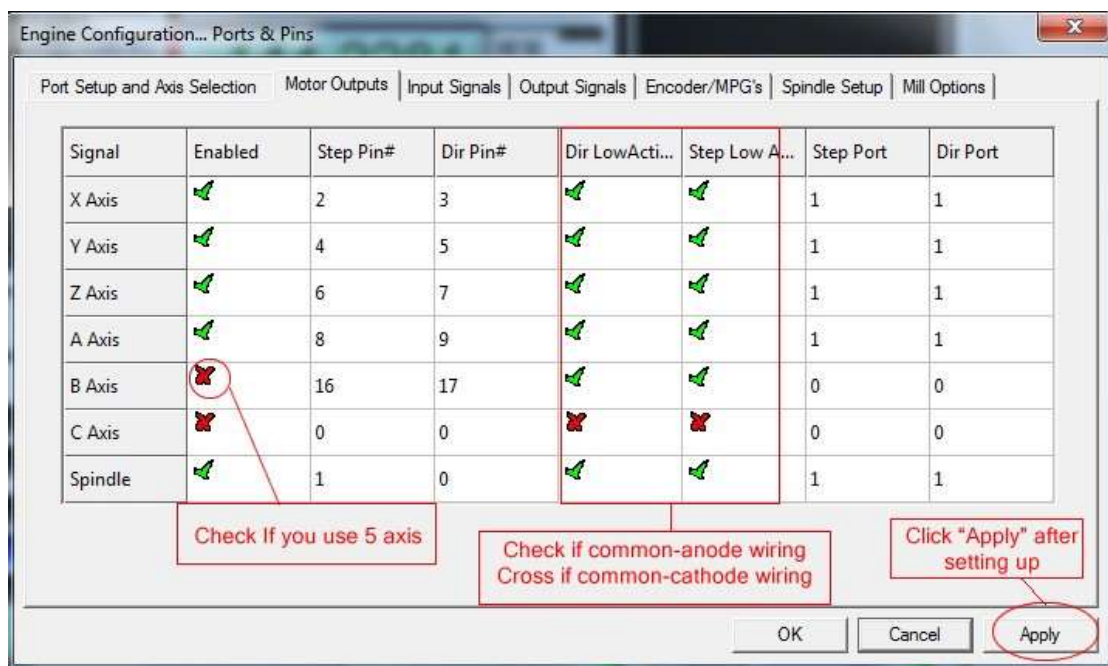 Engine Configuration... Ports & Pins
Port Setup and Axis Selection Motor Outputs Input Signals Output Signals Encoder/MPG's Spindle Setup Mill Options
Signal Enabled Step Pin# Dir Pin# Dir LowActi... Step Low A... Step Port Dir Port
X Axis 2 3 1 1
Y Axis 4 5 1 1
Z Axis 6 7 1 1
A Axis 8 9 1 1
B Axis 16 17 0 0
C Axis 0 0 0 0
Spindle 1 0 1 1
Check If you use 5 axis
Check if common-anode wiring
Cross if common-cathode wiring
Click "Apply" after
setting up
OK Cancel Apply